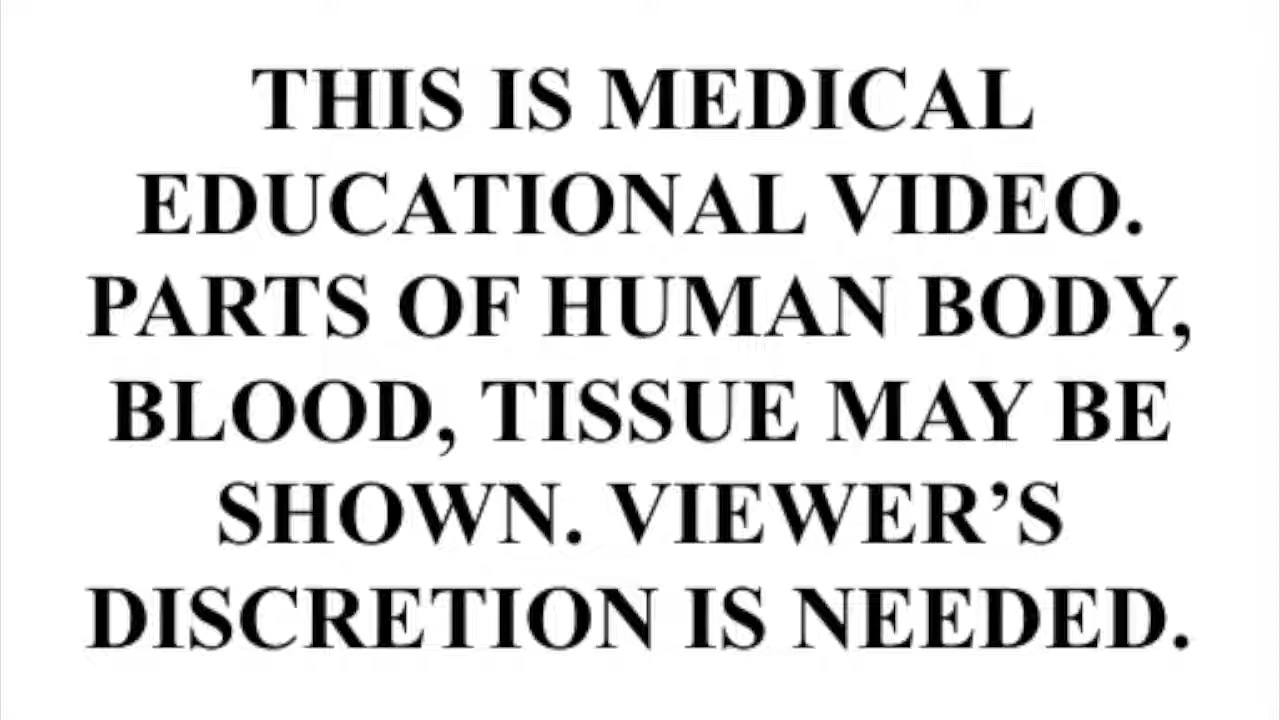 THIS IS MEDICAL
EDUCATIONAL VIDEO.
PARTS OF HUMAN BODY,
BLOOD, TISSUE MAY BE
SHOWN. VIEWER’S
DISCRETION IS NEEDED.